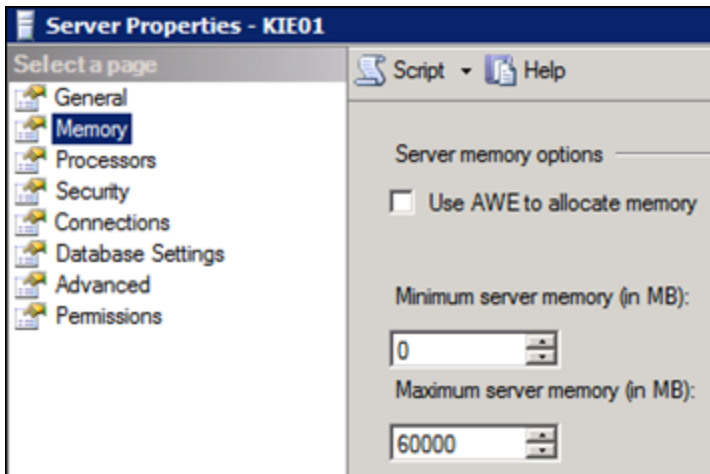 Server Properties - KIE01
Select a page
General
Memory
Processors
Security
Connections
Database Settings
Advanced
Permissions
Script Help
Server memory options
Use AWE to allocate memory
Minimum server memory (in MB):
0
Maximum server memory (in MB):
60000